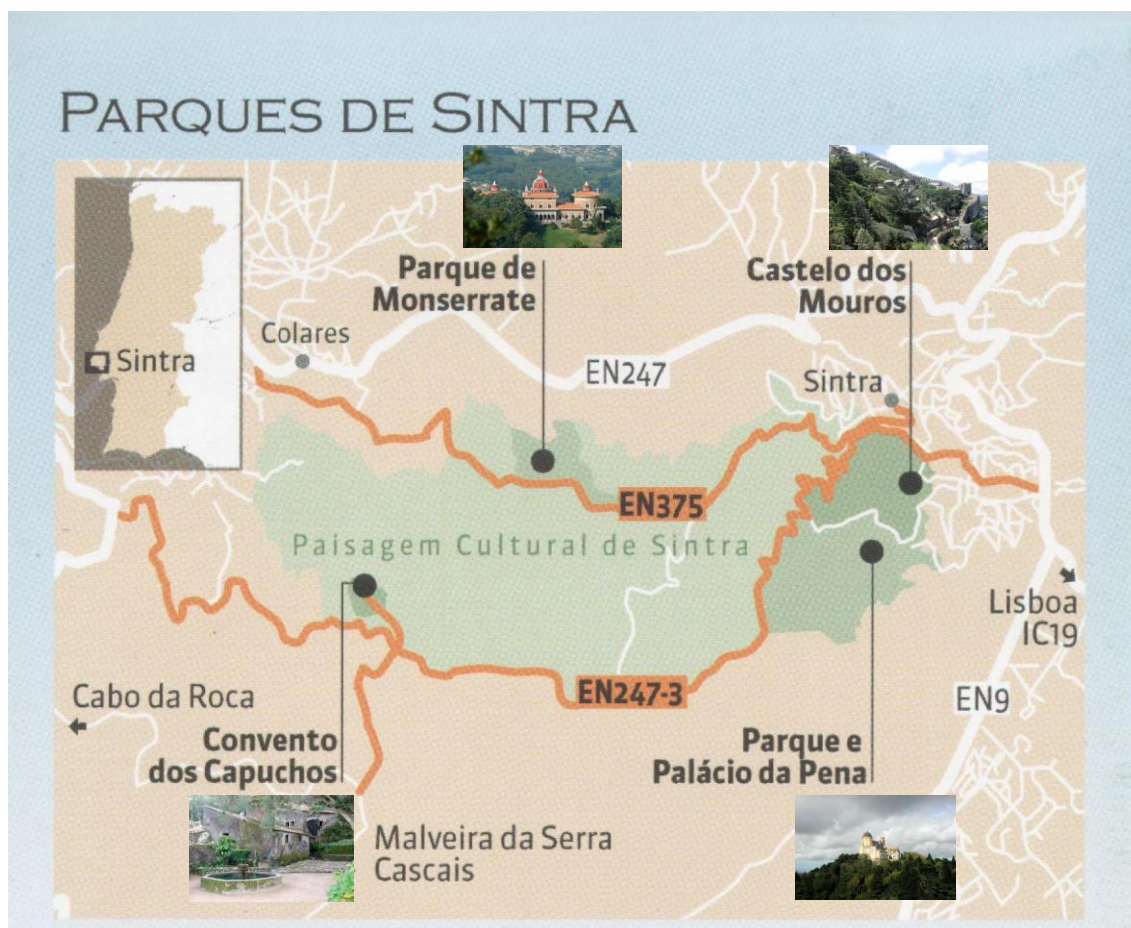 PARQUES DE SINTRA
Sintra
Parque de
Monserrate
Castelo dos
Mouros
Colares
EN247
Sintra
EN375
Paisagem Cultural de Sintra
Lisboa
IC19
EN247-3
EN9
Cabo da Roca
Convento
dos Capuchos
Parque e
Palácio da Pena
Malveira da Serra
Cascais